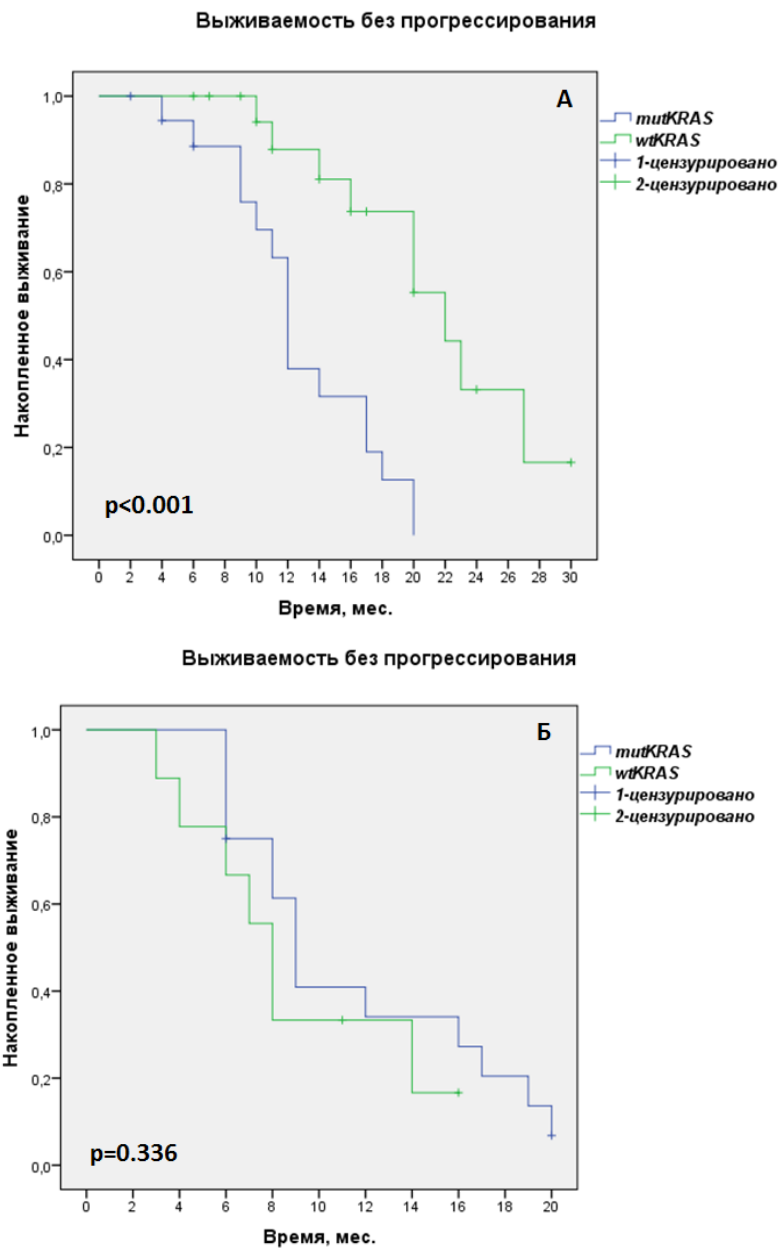 Выживаемость без прогрессирования
А
mutKRAS
wtKRAS
1-цензурировано
2-цензурировано
Накопленное выживание
1,0
0,8
0,6
0,4
0,2
0,0
p<0.001
0 2 4 6 8 10 12 14 16 18 20 22 24 26 28 30
Время, мес.
Выживаемость без прогрессирования
Б
mutKRAS
wtKRAS
1-цензурировано
2-цензурировано
Накопленное выживание
1,0
0,8
0,6
0,4
0,2
0,0
p=0.336
0 2 4 6 8 10 12 14 16 18 20
Время, мес.